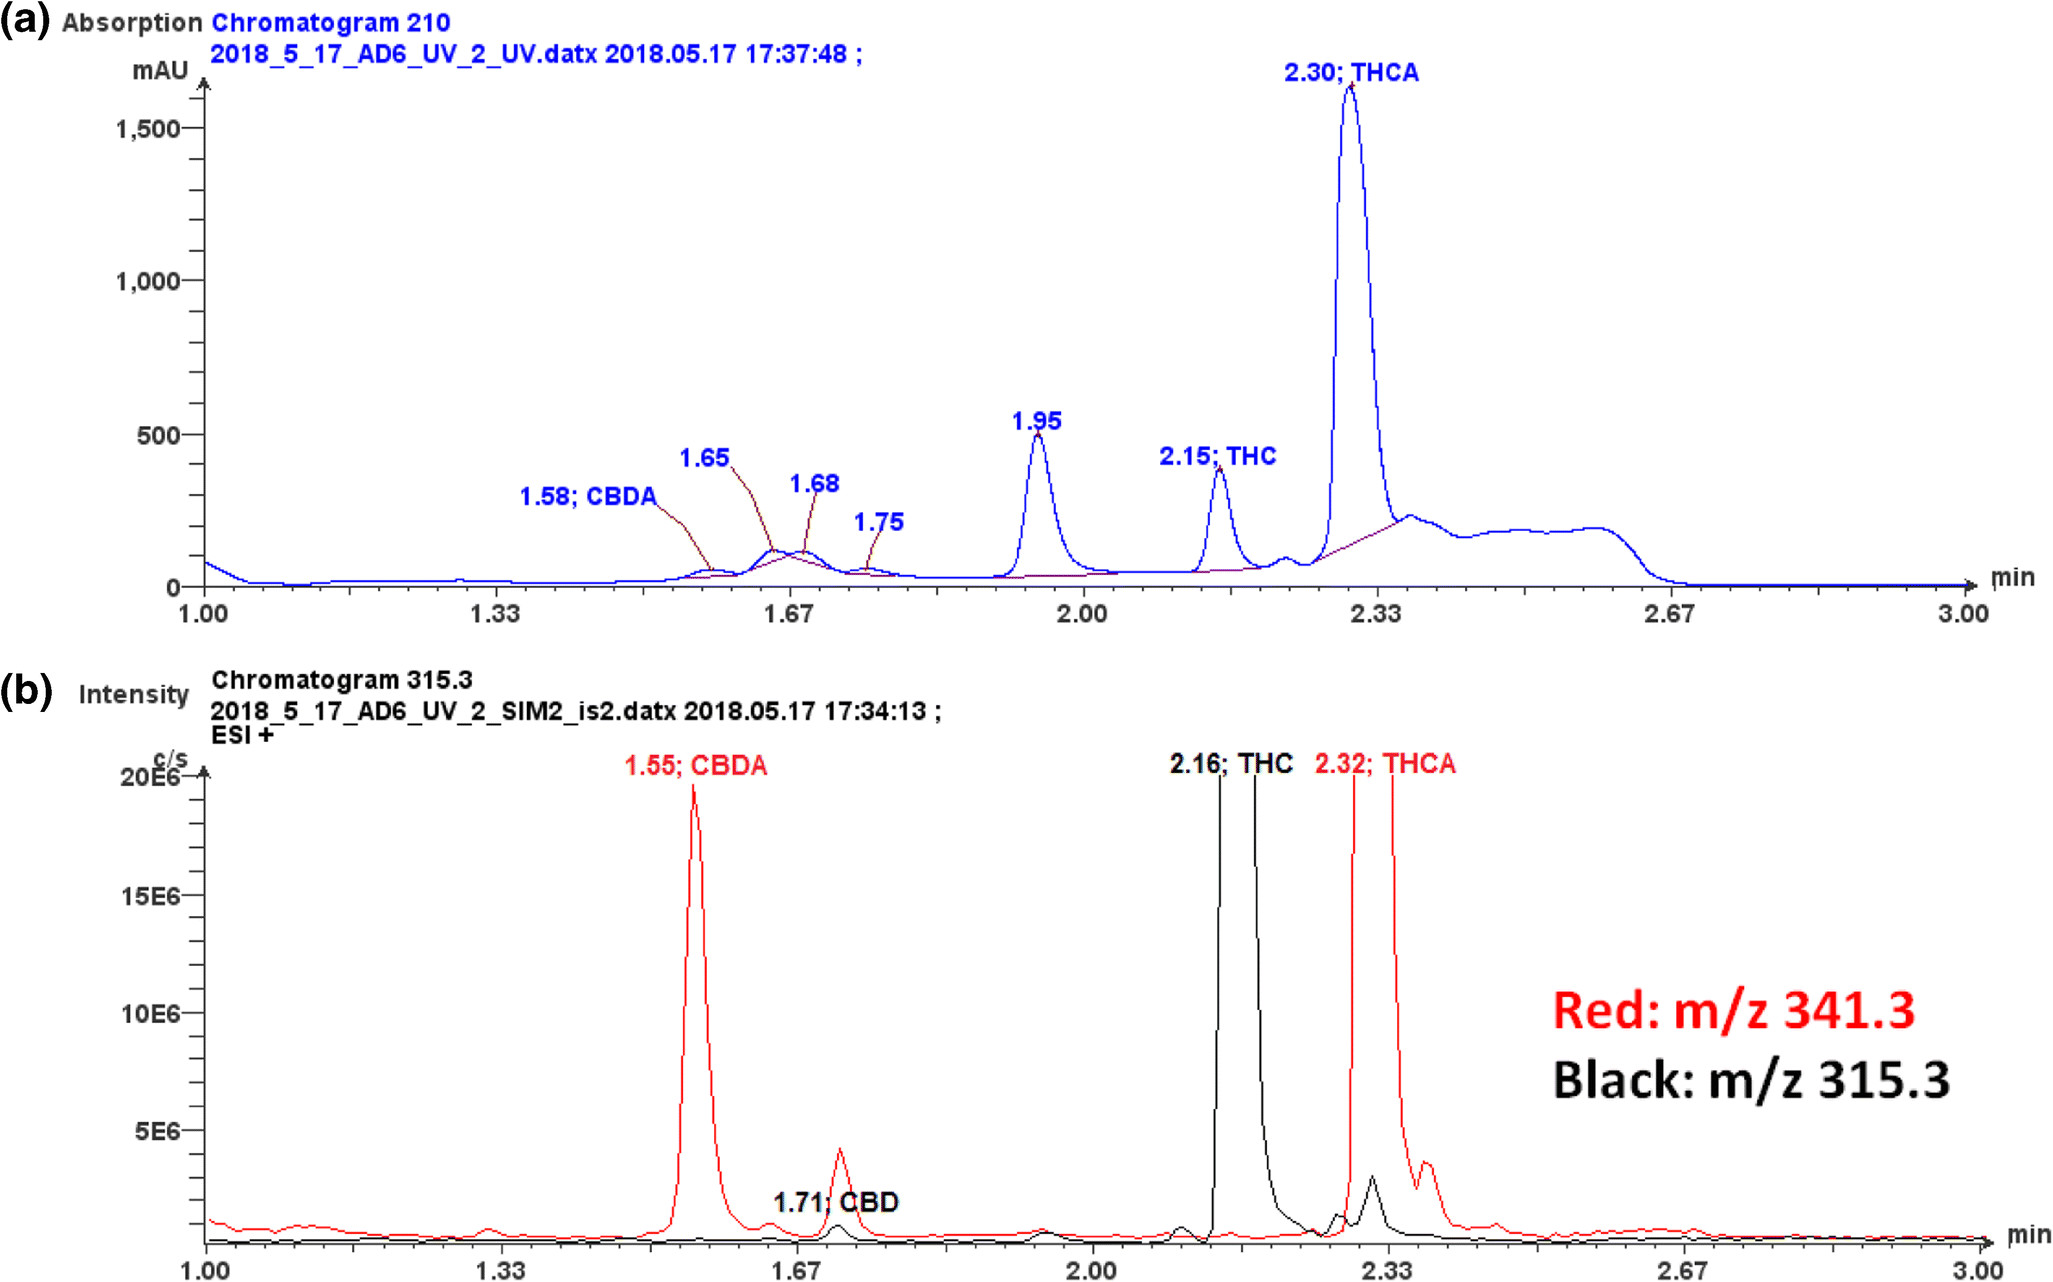 (a) Absorption Chromatogram 210
2018_5_17_AD6_UV_2_UV.datx 2018.05.17 17:37:48 ;
mAU
2.30; THCA
1,500
1,000
500
1.95
2.15; THC
1.65
1.68
1.58; CBDA
1.75
0
min
1.00 1.33 1.67 2.00 2.33 2.67 3.00
(b) Intensity Chromatogram 315.3
2018_5_17_AD6_UV_2_SIM2_is2.datx 2018.05.17 17:34:13 ;
ESI +
c/s
20E6
1.55; CBDA
2.16; THC
2.32; THCA
15E6
10E6
5E6
Red: m/z 341.3
Black: m/z 315.3
1.71; CBD
min
1.00 1.33 1.67 2.00 2.33 2.67 3.00